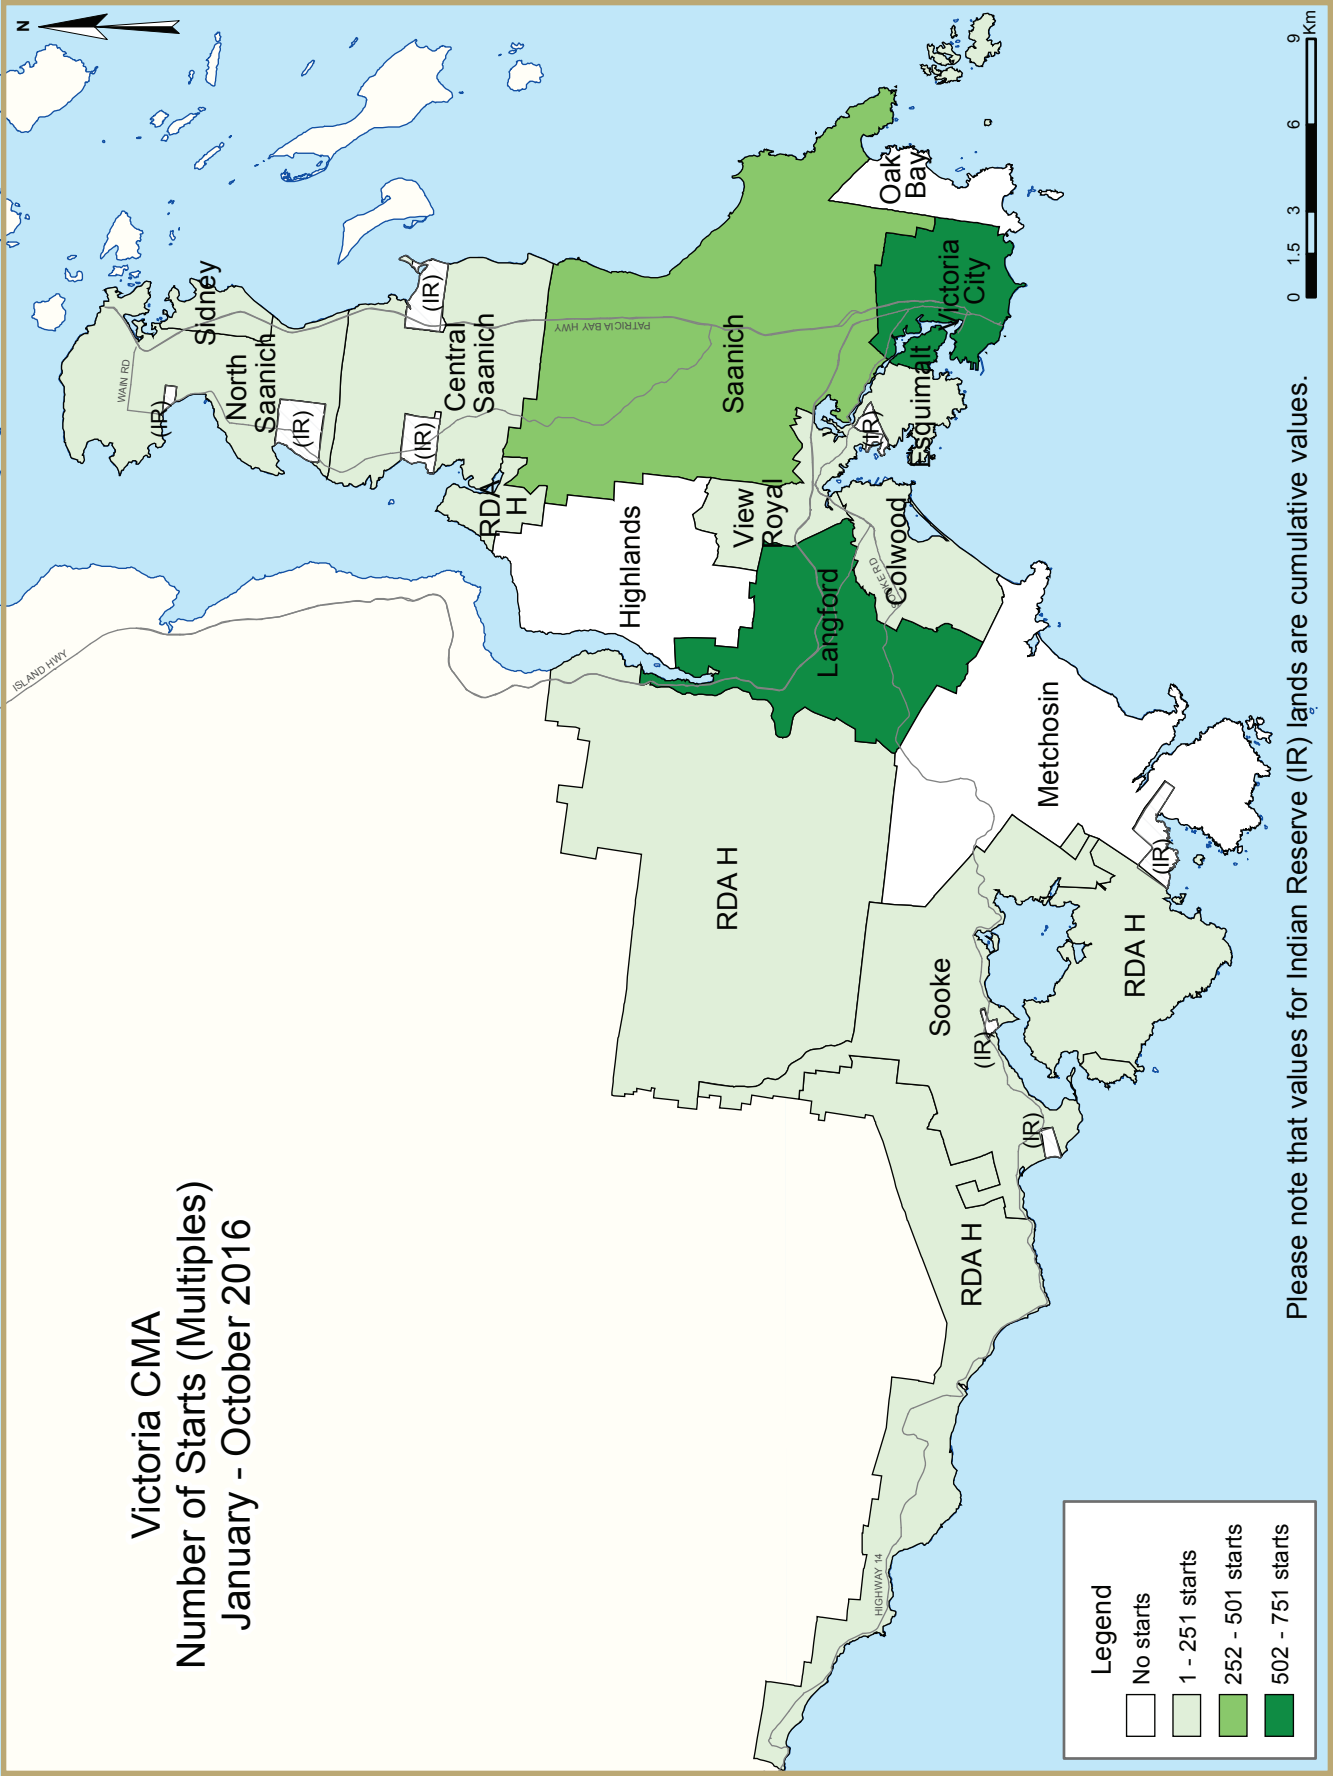 Victoria CMA
Number of Starts (Multiples)
January - October 2016
N
ISLAND HWY
WAIN RD
(IR)
Sidney
North
Saanich
(IR)
(IR)
(IR)
Central
Saanich
RDA
H
PATRICIA BAY HWY
Highlands
Saanich
View
Royal
Oak
Bay
Victoria
City
(IR)
Esquimalt
Langford
Colwood
SOOKE RD
RDA H
Metchosin
(IR)
Sooke
(IR)
RDA H
(IR)
RDA H
HIGHWAY 14
Legend
No starts
1 - 251 starts
252 - 501 starts
502 - 751 starts
0 1.5 3 6 9
Km
Please note that values for Indian Reserve (IR) lands are cumulative values.